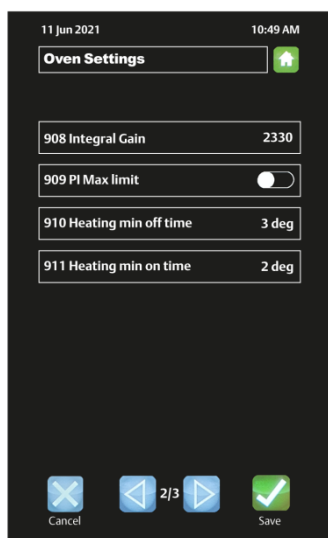 11 Jun 2021 10:49 AM
Oven Settings
908 Integral Gain 2330
909 PI Max limit
910 Heating min off time 3 deg
911 Heating min on time 2 deg
2/3
Cancel Save